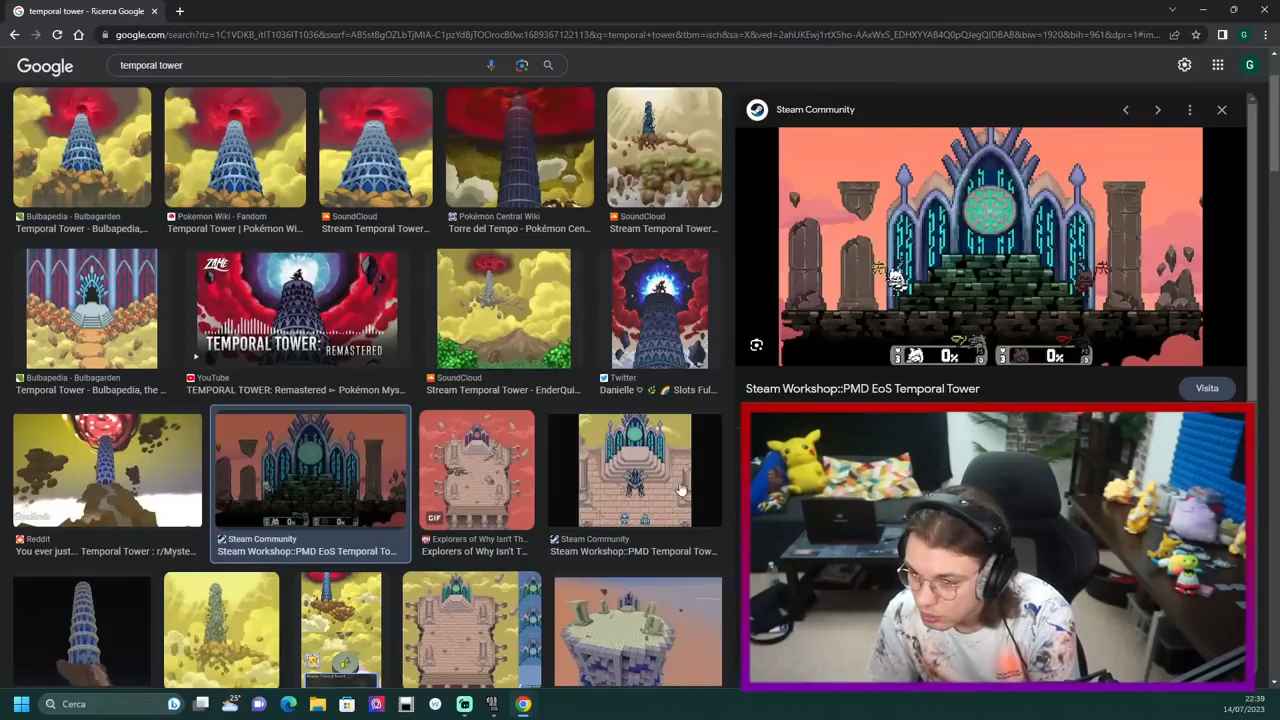 temporal tower - Ricerca Google
google.com/search?rlz=1C1VDKB_itIT1036IT1036&sxsrf=AB5stBgOZLbTjMIA-C1pzYdBjTOOrocB0w:1689367122113&q=temporal+tower&tbm=isch&sa=X&ved=2ahUKEwj1rtX5ho-AAxWxS_EDHXYYAB4Q0pQJegQIDBAB&biw=1920&bih=961&dpr=1#im...
Google
temporal tower
G
Steam Community
Bulbapedia - Bulbagarden
Temporal Tower - Bulbapedia,...
Pokemon Wiki - Fandom
Temporal Tower | Pokémon Wi...
SoundCloud
Stream Temporal Tower...
Pokémon Central Wiki
Torre del Tempo - Pokémon Cen...
SoundCloud
Stream Temporal Tower...
ZAME
TEMPORAL TOWER:
REMASTERED
0%
0%
Bulbapedia - Bulbagarden
Temporal Tower - Bulbapedia, the ...
YouTube
TEMPORAL TOWER: Remastered ► Pokémon Mys...
SoundCloud
Stream Temporal Tower - EnderQui...
Twitter
Danielle ♡ 🌿 🌈 Slots Ful...
Steam Workshop::PMD EoS Temporal Tower
Visita
GIF
Reddit
You ever just... Temporal Tower : r/Myste...
Steam Community
Steam Workshop::PMD EoS Temporal To...
Explorers of Why Isn't Th...
Explorers of Why Isn't T...
Steam Community
Steam Workshop::PMD Temporal Tow...
Cerca
25°
22:39
14/07/2023